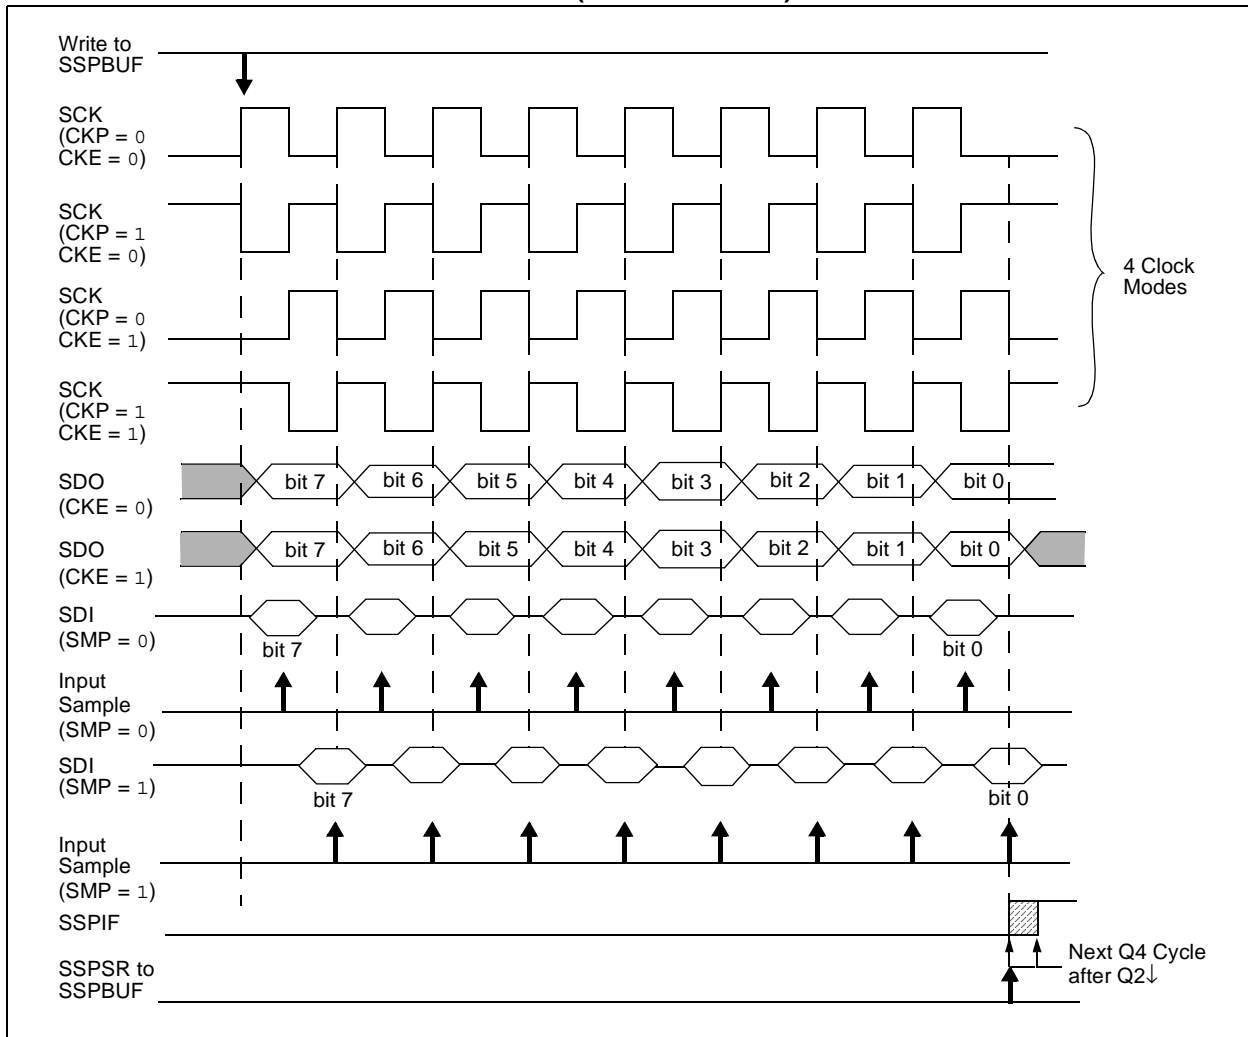 Write to
SSPBUF
SCK
(CKP = 0
CKE = 0)
SCK
(CKP = 1
CKE = 0)
4 Clock
Modes
SCK
(CKP = 0
CKE = 1)
SCK
(CKP = 1
CKE = 1)
SDO
(CKE = 0)
bit 7 bit 6 bit 5 bit 4 bit 3 bit 2 bit 1 bit 0
SDO
(CKE = 1)
bit 7 bit 6 bit 5 bit 4 bit 3 bit 2 bit 1 bit 0
SDI
(SMP = 0)
bit 7 bit 0
Input
Sample
(SMP = 0)
SDI
(SMP = 1)
bit 7 bit 0
Input
Sample
(SMP = 1)
SSPIF
Next Q4 Cycle
after Q2↓
SSPSR to
SSPBUF